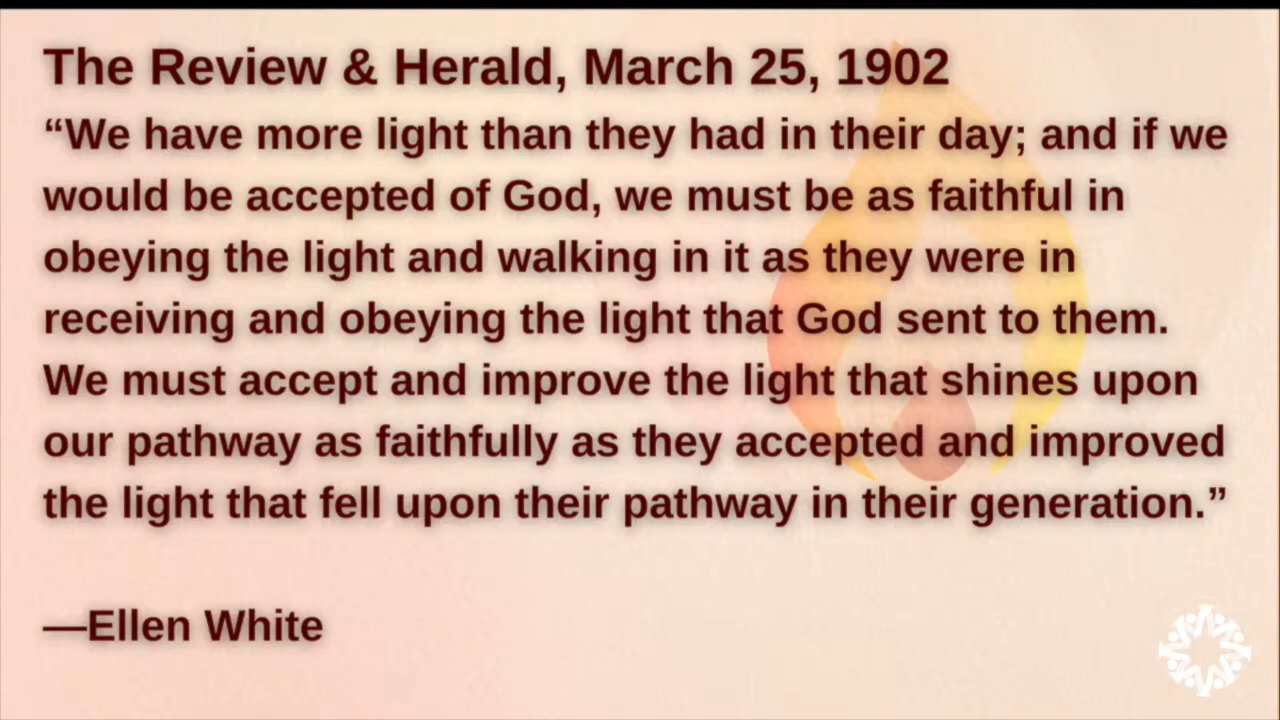 The Review & Herald, March 25, 1902
“We have more light than they had in their day; and if we
would be accepted of God, we must be as faithful in
obeying the light and walking in it as they were in
receiving and obeying the light that God sent to them.
We must accept and improve the light that shines upon
our pathway as faithfully as they accepted and improved
the light that fell upon their pathway in their generation.”
—Ellen White